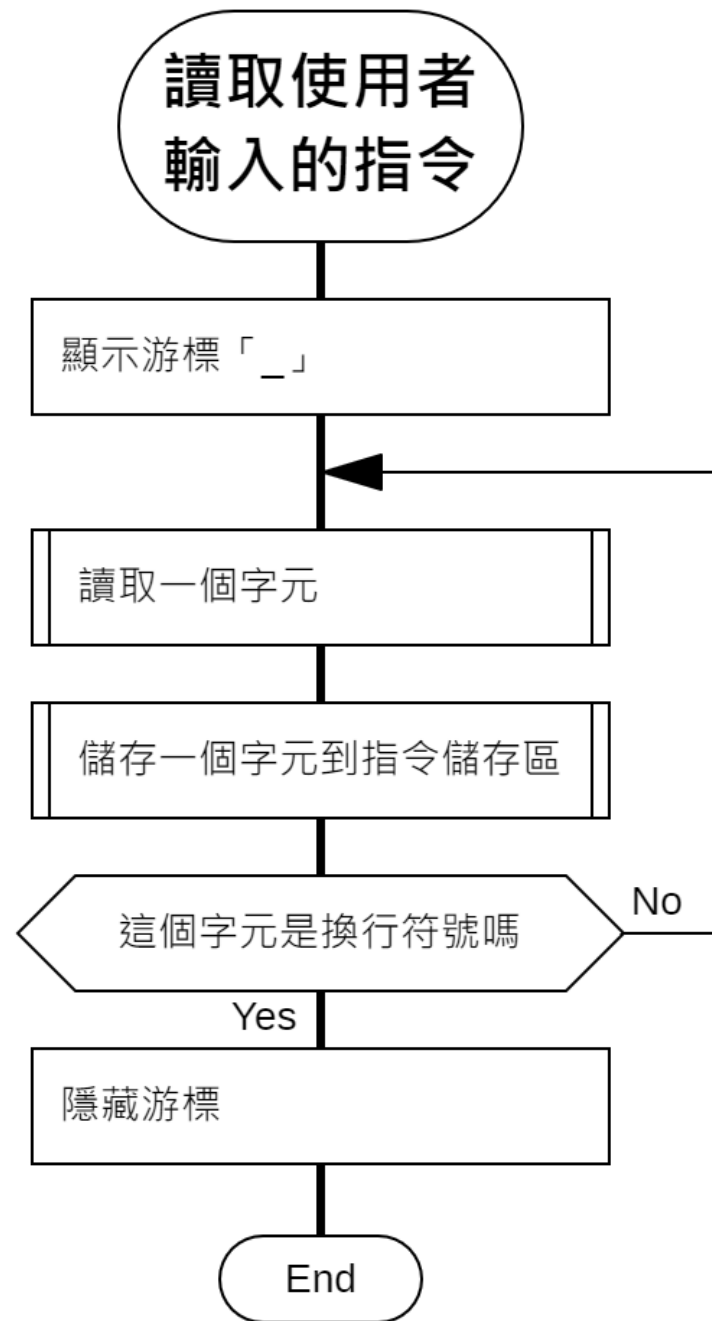 讀取使用者
輸入的指令
顯示游標「_」
讀取一個字元
儲存一個字元到指令儲存區
這個字元是換行符號嗎
No
Yes
隱藏游標
End